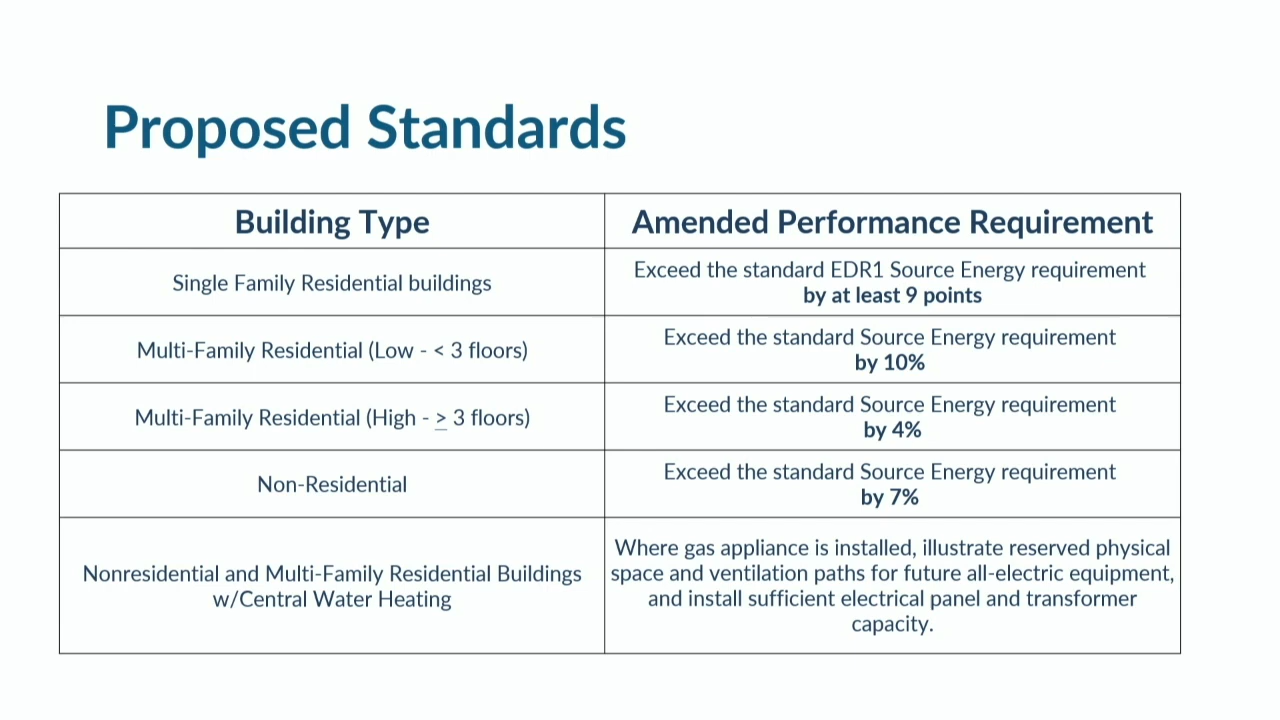 Proposed Standards
Building Type
Amended Performance Requirement
Single Family Residential buildings
Exceed the standard EDR1 Source Energy requirement
by at least 9 points
Multi-Family Residential (Low - < 3 floors)
Exceed the standard Source Energy requirement
by 10%
Multi-Family Residential (High - > 3 floors)
Exceed the standard Source Energy requirement
by 4%
Non-Residential
Exceed the standard Source Energy requirement
by 7%
Nonresidential and Multi-Family Residential Buildings
w/Central Water Heating
Where gas appliance is installed, illustrate reserved physical
space and ventilation paths for future all-electric equipment,
and install sufficient electrical panel and transformer
capacity.